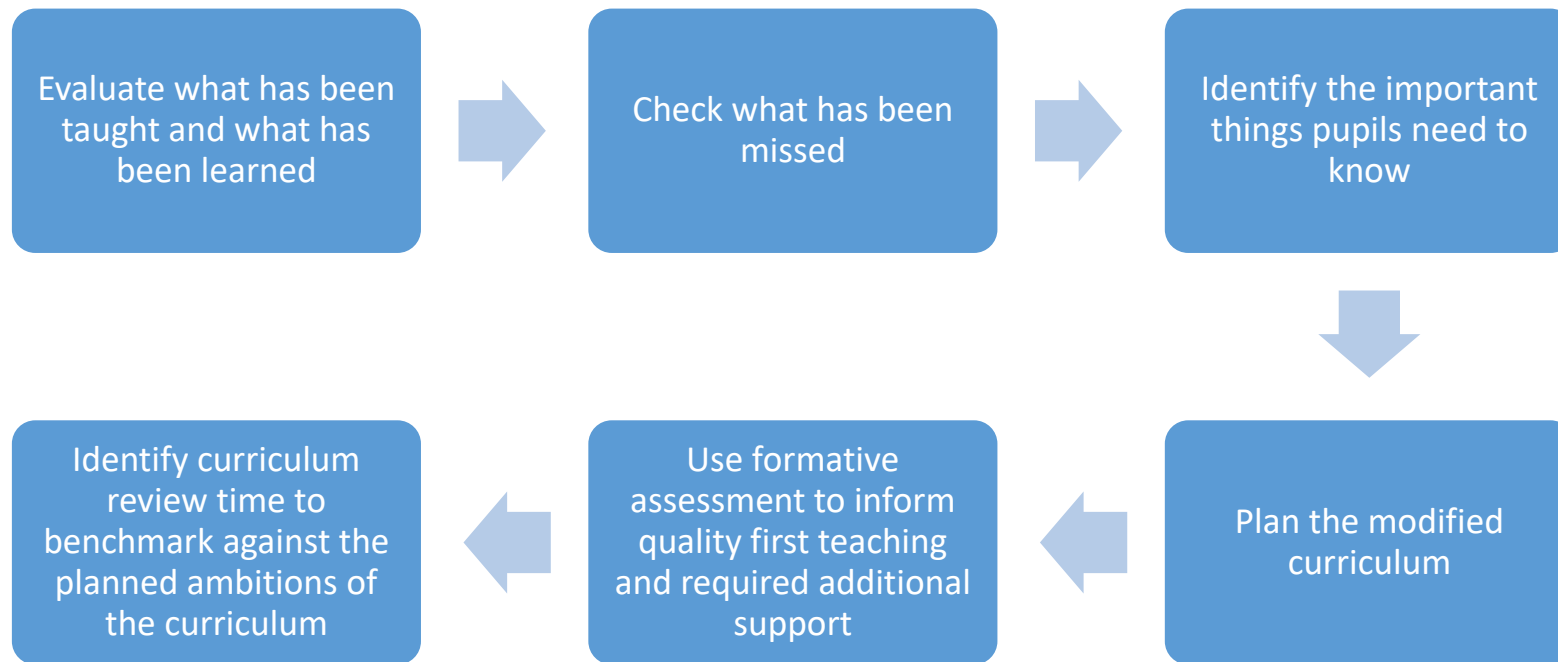 Evaluate what has been
taught and what has
been learned
Check what has been
missed
Identify the important
things pupils need to
know
Plan the modified
curriculum
Use formative
assessment to inform
quality first teaching
and required additional
support
Identify curriculum
review time to
benchmark against the
planned ambitions of
the curriculum